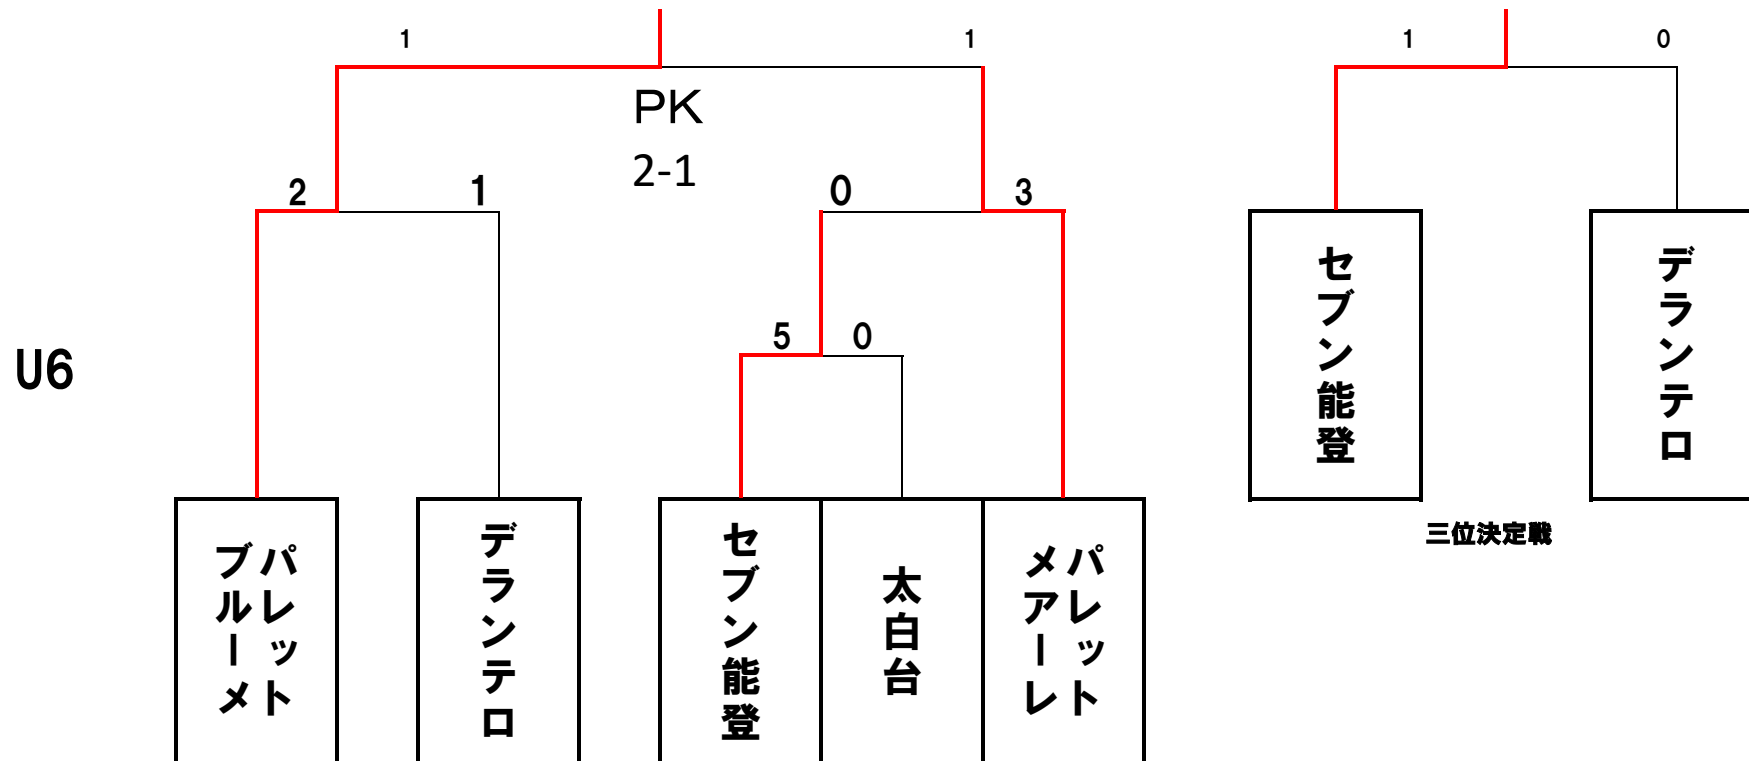 1 1 1 0
PK
2-1
2 1 0 3
5 0
U6
セブン能登
デランテロ
パレット
ブルーメ
デランテロ
セブン能登
太白台
パレット
メアーレ
三位決定戦